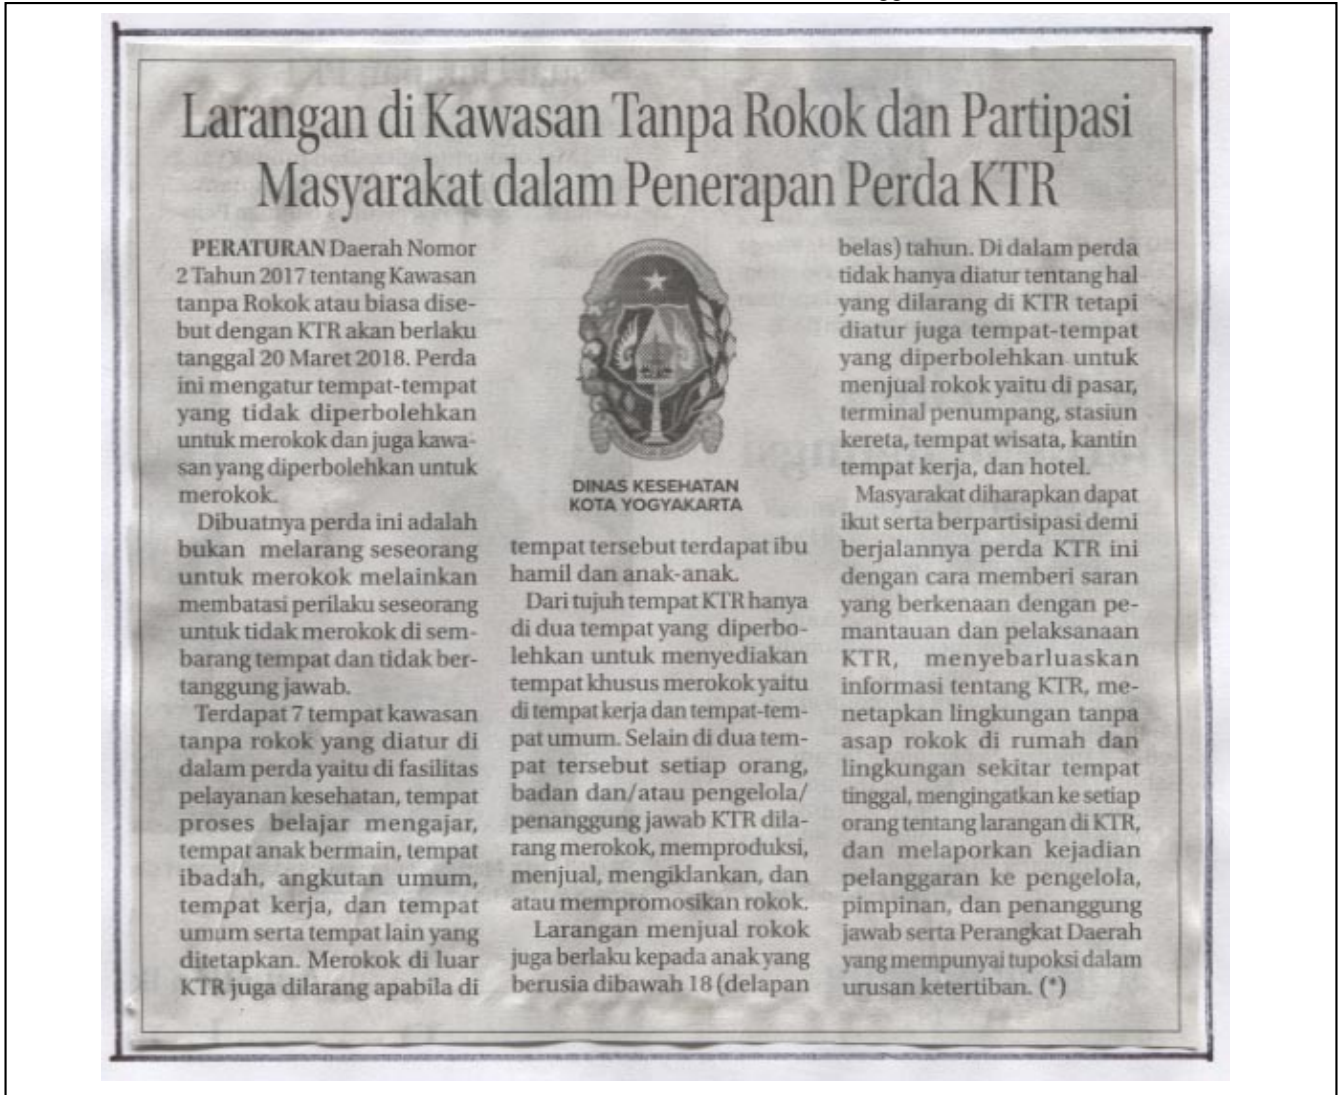 Larangan di Kawasan Tanpa Rokok dan Partipasi
Masyarakat dalam Penerapan Perda KTR
PERATURAN Daerah Nomor
2 Tahun 2017 tentang Kawasan
tanpa Rokok atau biasa dise-
but dengan KTR akan berlaku
tanggal 20 Maret 2018. Perda
ini mengatur tempat-tempat
yang tidak diperbolehkan
untuk merokok dan juga kawa-
san yang diperbolehkan untuk
merokok.
Dibuatnya perda ini adalah
bukan melarang seseorang
untuk merokok melainkan
membatasi perilaku seseorang
untuk tidak merokok di sem-
barang tempat dan tidak ber-
tanggung jawab.
Terdapat 7 tempat kawasan
tanpa rokok yang diatur di
dalam perda yaitu di fasilitas
pelayanan kesehatan, tempat
proses belajar mengajar,
tempat anak bermain, tempat
ibadah, angkutan umum,
tempat kerja, dan tempat
umum serta tempat lain yang
ditetapkan. Merokok di luar
KTR juga dilarang apabila di
DINAS KESEHATAN
KOTA YOGYAKARTA
tempat tersebut terdapat ibu
hamil dan anak-anak.
Dari tujuh tempat KTR hanya
di dua tempat yang diperbo-
lehkan untuk menyediakan
tempat khusus merokok yaitu
di tempat kerja dan tempat-tem-
pat umum. Selain di dua tem-
pat tersebut setiap orang,
badan dan/atau pengelola/
penanggung jawab KTR dila-
rang merokok, memproduksi,
menjual, mengiklankan, dan
atau mempromosikan rokok.
Larangan menjual rokok
juga berlaku kepada anak yang
berusia dibawah 18 (delapan
belas) tahun. Di dalam perda
tidak hanya diatur tentang hal
yang dilarang di KTR tetapi
diatur juga tempat-tempat
yang diperbolehkan untuk
menjual rokok yaitu di pasar,
terminal penumpang, stasiun
kereta, tempat wisata, kantin
tempat kerja, dan hotel.
Masyarakat diharapkan dapat
ikut serta berpartisipasi demi
berjalannya perda KTR ini
dengan cara memberi saran
yang berkenaan dengan pe-
mantauan dan pelaksanaan
KTR, menyebarluaskan
informasi tentang KTR, me-
netapkan lingkungan tanpa
asap rokok di rumah dan
lingkungan sekitar tempat
tinggal, mengingatkan ke setiap
orang tentang larangan di KTR,
dan melaporkan kejadian
pelanggaran ke pengelola,
pimpinan, dan penanggung
jawab serta Perangkat Daerah
yang mempunyai tupoksi dalam
urusan ketertiban. (*)